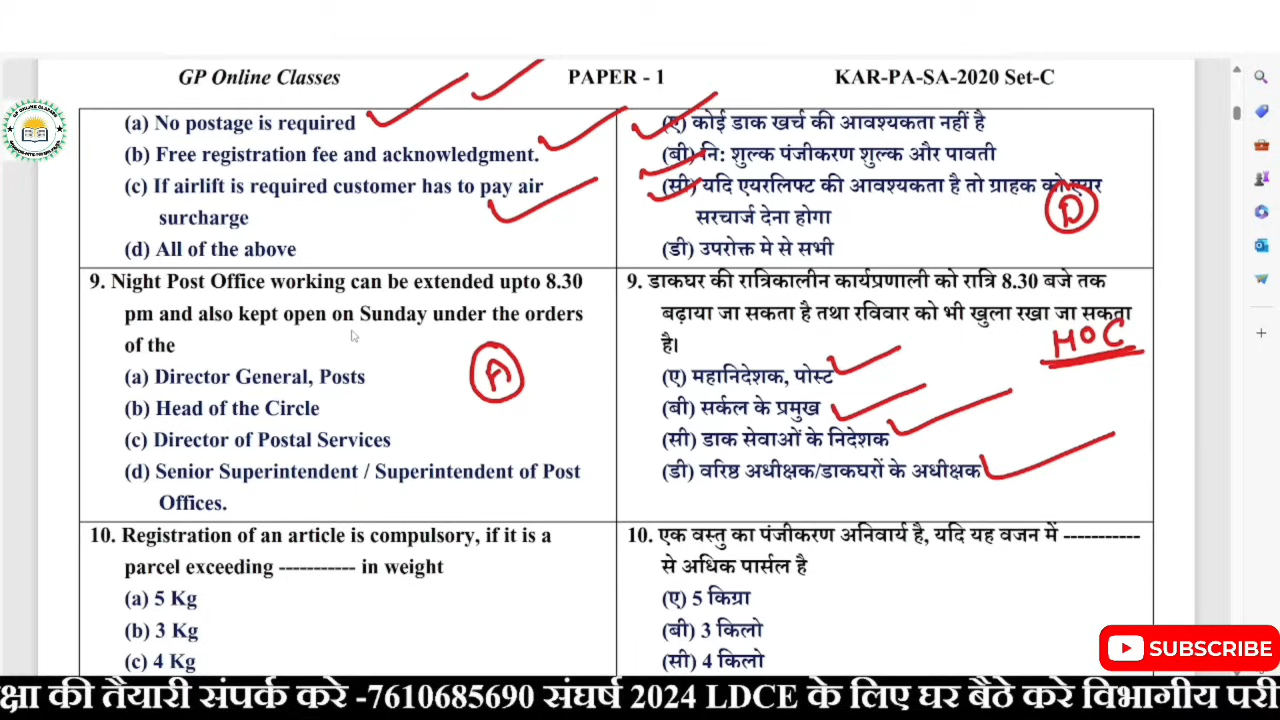 GP Online Classes PAPER - 1 KAR-PA-SA-2020 Set-C
(a) No postage is required
(b) Free registration fee and acknowledgment.
(c) If airlift is required customer has to pay air
surcharge
(d) All of the above
(ए) कोई डाक खर्च की आवश्यकता नहीं है
(बी) नि: शुल्क पंजीकरण शुल्क और पावती
(सी) यदि एयरलिफ्ट की आवश्यकता है तो ग्राहक को एयर
सरचार्ज देना होगा
(डी) उपरोक्त मे से सभी
D
9. Night Post Office working can be extended upto 8.30
pm and also kept open on Sunday under the orders
of the
(a) Director General, Posts
(b) Head of the Circle
(c) Director of Postal Services
(d) Senior Superintendent / Superintendent of Post
Offices.
A
9. डाकघर की रात्रिकालीन कार्यप्रणाली को रात्रि 8.30 बजे तक
बढ़ाया जा सकता है तथा रविवार को भी खुला रखा जा सकता
है।
HOC
(ए) महानिदेशक, पोस्ट
(बी) सर्कल के प्रमुख
(सी) डाक सेवाओं के निदेशक
(डी) वरिष्ठ अधीक्षक/डाकघरों के अधीक्षक
10. Registration of an article is compulsory, if it is a
parcel exceeding ----------- in weight
(a) 5 Kg
(b) 3 Kg
(c) 4 Kg
10. एक वस्तु का पंजीकरण अनिवार्य है, यदि यह वजन में -----------
से अधिक पार्सल है
(ए) 5 किग्रा
(बी) 3 किलो
(सी) 4 किलो
SUBSCRIBE
क्षा की तैयारी संपर्क करे -7610685690 संघर्ष 2024 LDCE के लिए घर बैठे करे विभागीय परी